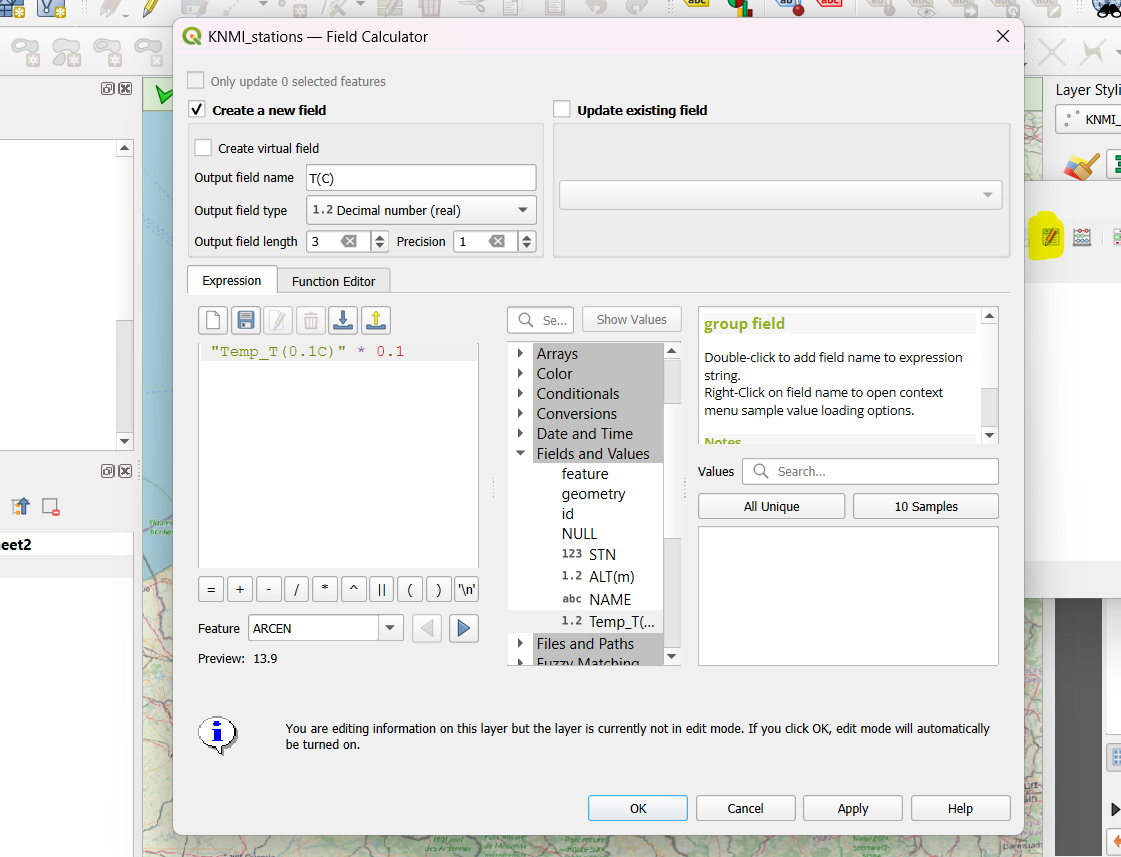 KNMI_stations — Field Calculator
Layer Styli
Only update 0 selected features
Create a new field
Update existing field
KNMI_
Create virtual field
Output field name T(C)
Output field type 1.2 Decimal number (real)
Output field length 3 Precision 1
Expression Function Editor
Se... Show Values
group field
"Temp_T(0.1C)" * 0.1
Arrays
Color
Conditionals
Conversions
Date and Time
Fields and Values
feature
geometry
id
NULL
123 STN
1.2 ALT(m)
abc NAME
1.2 Temp_T(...
Files and Paths
Fuzzy Matching
Double-click to add field name to expression
string.
Right-Click on field name to open context
menu sample value loading options.
Notes
Values Search...
All Unique 10 Samples
eet2
= + - / * ^ || ( ) '\n'
Feature ARCEN
Preview: 13.9
You are editing information on this layer but the layer is currently not in edit mode. If you click OK, edit mode will automatically
be turned on.
OK Cancel Apply Help